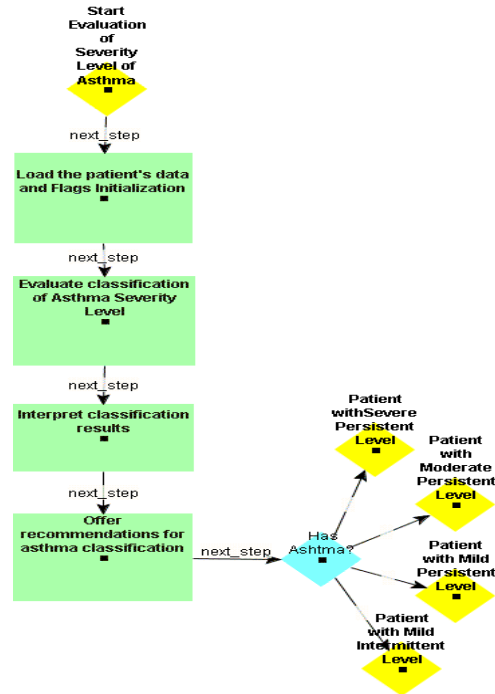 Start
Evaluation
of
Severity
Level of
Asthma
next_step
Load the patient's data
and Flags Initialization
next_step
Evaluate classification
of Asthma Severity
Level
next_step
Interpret classification
results
next_step
Offer
recommendations for
asthma classification
next_step
Has
Ashtma?
Patient
withSevere
Persistent
Level
Patient
with
Moderate
Persistent
Level
Patient
with Mild
Persistent
Level
Patient
with Mild
Intermittent
Level